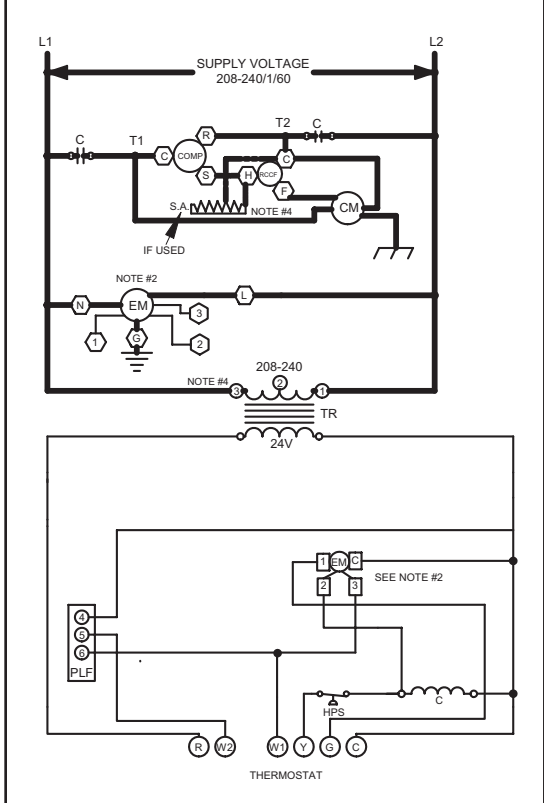 L1 L2
SUPPLY VOLTAGE
208-240/1/60
C T1 T2 C
R
C COMP C
S H RCCF
F
S.A. NOTE #4 CM
IF USED
NOTE #2
N EM L
3
1 G 2
208-240
NOTE #4 3 2 1
TR
24V
1 EM C
SEE NOTE #2
2 3
4
5
6
PLF
HPS C
R W2 W1 Y G C
THERMOSTAT